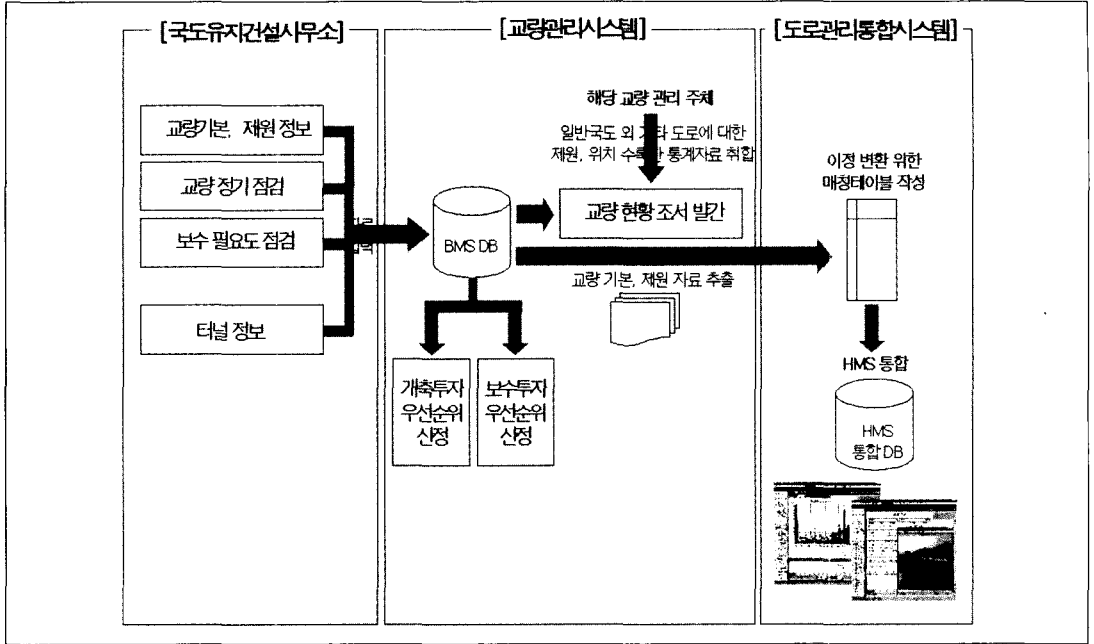 [국도유지건설사무소]
교량기본, 제원 정보
교량 정기 점검
보수 필요도 점검
터널 정보
[교량관리시스템]
해당 교량 관리 주체
일반국도 외 기타 도로에 대한
제원, 위치 수록한 통계자료 취합
교량 현황 조서 발간
BMS DB
교량 기본, 제원 자료 추출
개축투자
우선순위
산정
보수투자
우선순위
산정
[도로관리통합시스템]
이정 변환 위한
매칭테이블 작성
HMS 통합
HMS
통합 DB